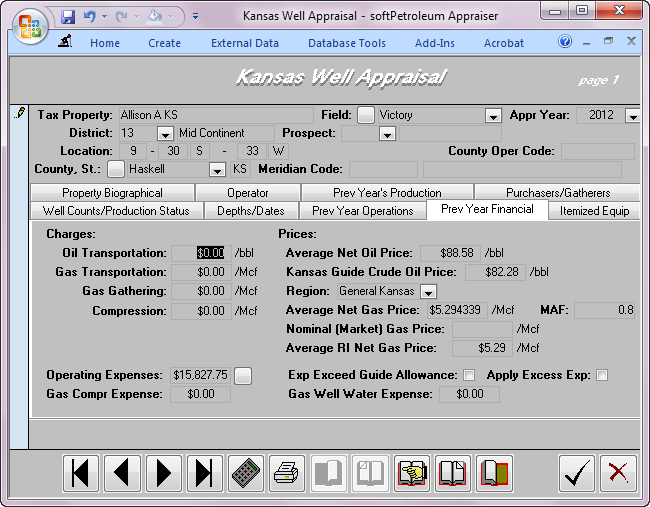 Kansas Well Appraisal - softPetroleum Appraiser
Home Create External Data Database Tools Add-Ins Acrobat
Kansas Well Appraisal page 1
Tax Property: Allison A KS Field: Victory Appr Year: 2012
District: 13 Mid Continent Prospect:
Location: 9 - 30 S - 33 W County Oper Code:
County, St.: Haskell KS Meridian Code:
Property Biographical Operator Prev Year's Production Purchasers/Gatherers
Well Counts/Production Status Depths/Dates Prev Year Operations Prev Year Financial Itemized Equip
Charges: Prices:
Oil Transportation: $0.00 /bbl Average Net Oil Price: $88.58 /bbl
Gas Transportation: $0.00 /Mcf Kansas Guide Crude Oil Price: $82.28 /bbl
Gas Gathering: $0.00 /Mcf Region: General Kansas
Compression: $0.00 /Mcf Average Net Gas Price: $5.294339 /Mcf MAF: 0.8
Nominal (Market) Gas Price: /Mcf
Average RI Net Gas Price: $5.29 /Mcf
Operating Expenses: $15,827.75 Exp Exceed Guide Allowance: Apply Excess Exp:
Gas Compr Expense: $0.00 Gas Well Water Expense: $0.00